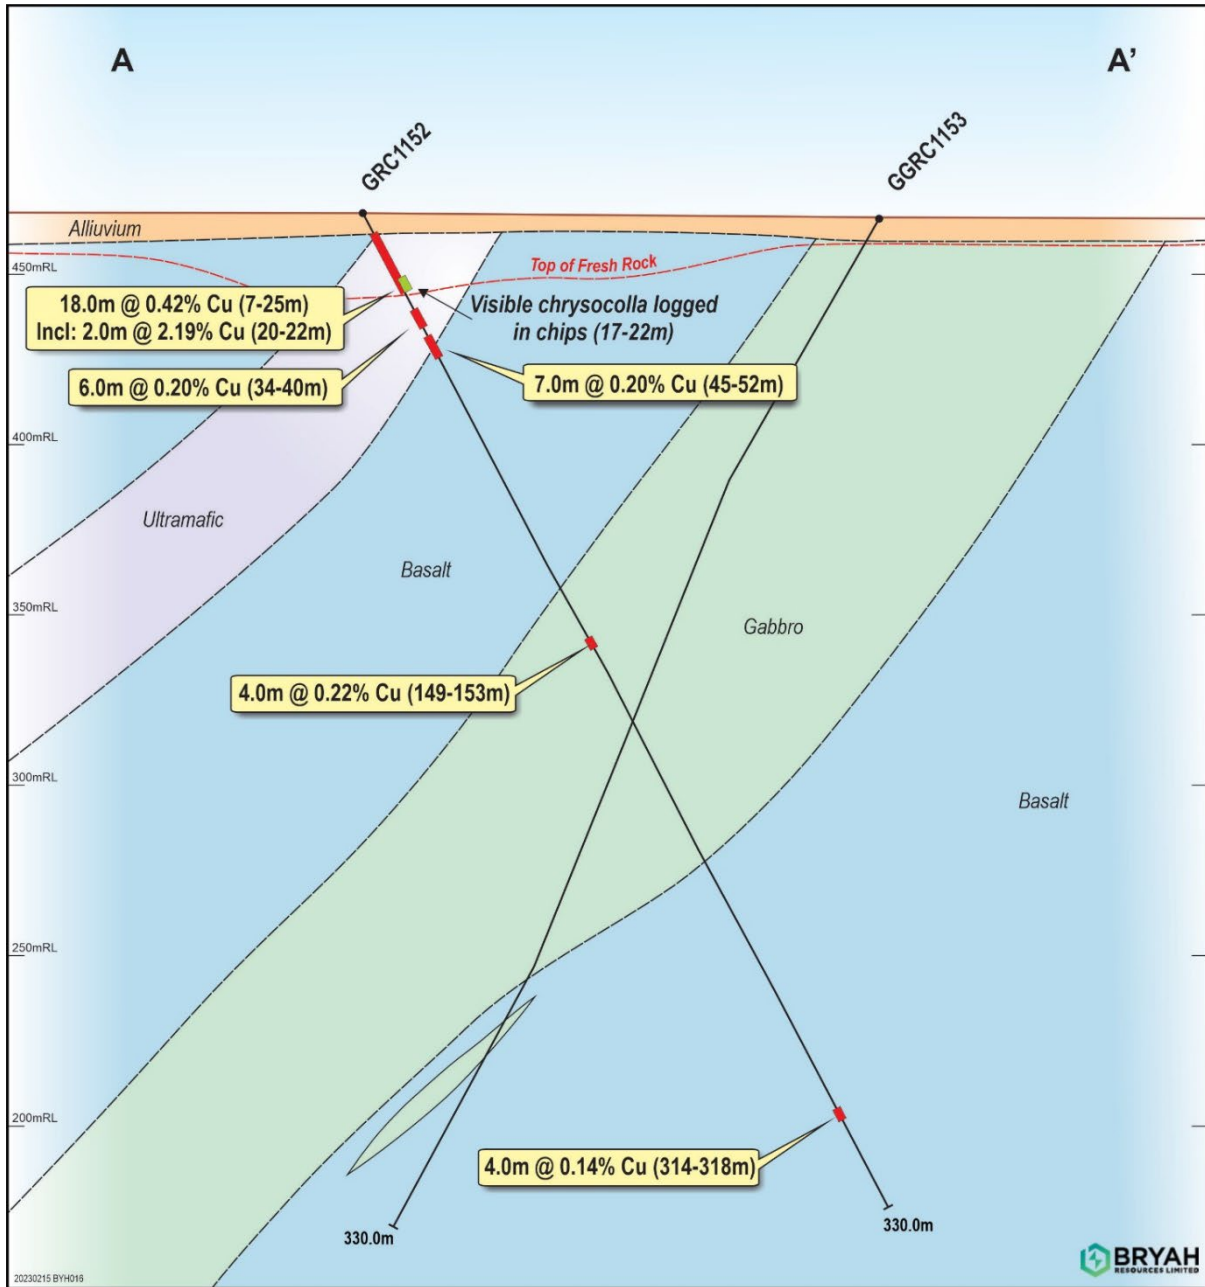 A
A'
GRC1152
GGRC1153
Alliuvium
450mRL
Top of Fresh Rock
18.0m @ 0.42% Cu (7-25m)
Incl: 2.0m @ 2.19% Cu (20-22m)
Visible chrysocolla logged
in chips (17-22m)
6.0m @ 0.20% Cu (34-40m)
7.0m @ 0.20% Cu (45-52m)
400mRL
Ultramafic
Basalt
350mRL
Gabbro
4.0m @ 0.22% Cu (149-153m)
300mRL
Basalt
250mRL
200mRL
4.0m @ 0.14% Cu (314-318m)
330.0m
330.0m
BRYAH
RESOURCES LIMITED
20230215 BYH016